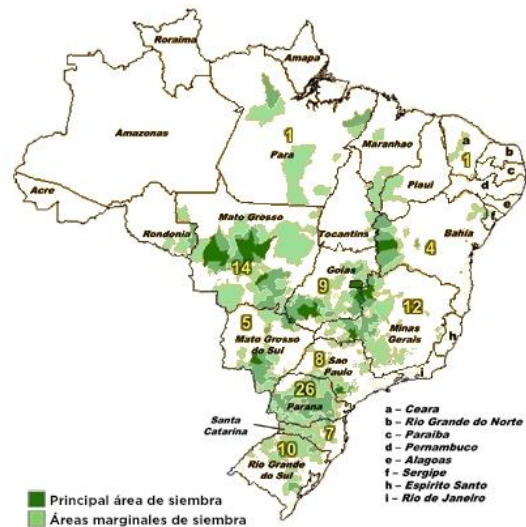 Roraima
Amapa
Amazonas
1
Para
Maranhao
a
1
b
c
d
e
f
Piaui
Acre
Rondonia
Mato Grosso
14
Tocantins
Bahia
4
Goias
9
12
Minas
Gerais
h
5
Mato Grosso
do Sul
8
Sao
Paulo
i
26
Parana
Santa
Catarina
7
10
Rio Grande
do Sul
a – Ceara
b – Rio Grande do Norte
c – Paraiba
d – Pernambuco
e – Alagoas
f – Sergipe
h – Espirito Santo
i – Rio de Janeiro
Principal área de siembra
Áreas marginales de siembra